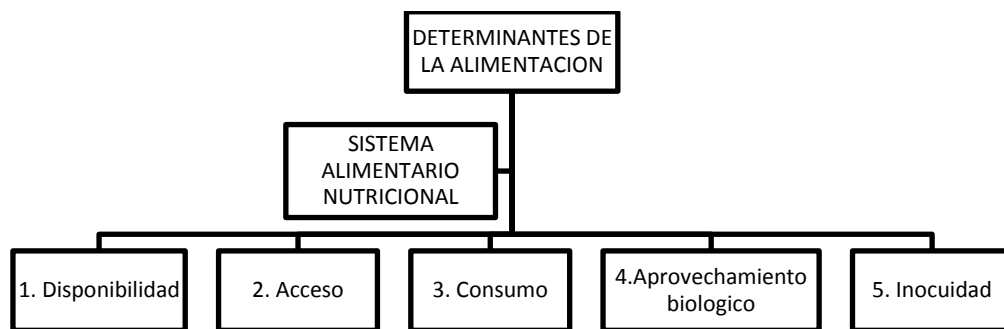 DETERMINANTES DE
LA ALIMENTACION
SISTEMA
ALIMENTARIO
NUTRICIONAL
1. Disponibilidad
2. Acceso
3. Consumo
4.Aprovechamiento
biologico
5. Inocuidad